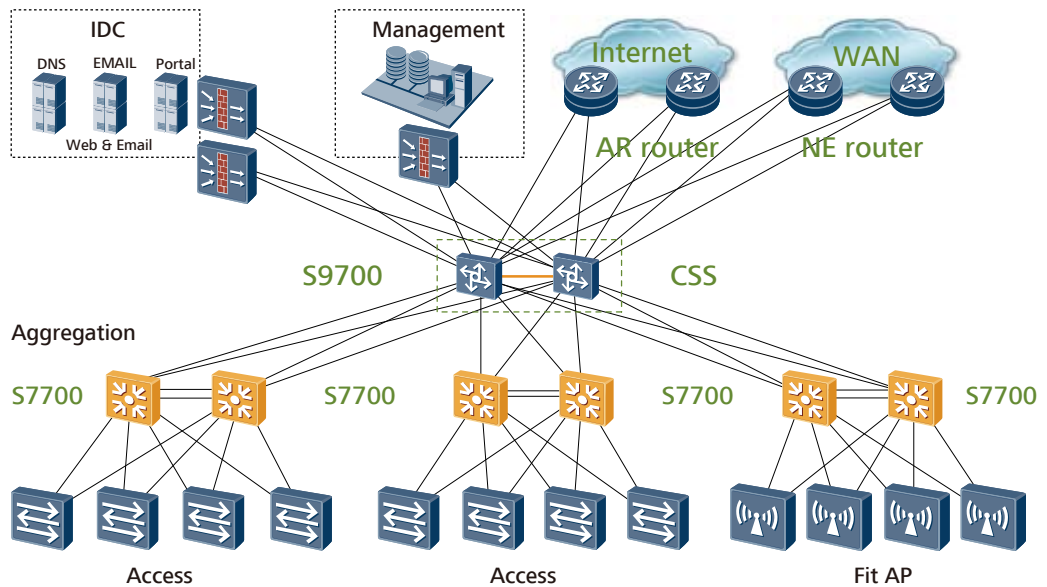 IDC
Management
Internet
WAN
DNS
EMAIL
Portal
Web & Email
AR router
NE router
S9700
CSS
Aggregation
S7700
S7700
S7700
S7700
Access
Access
Fit AP